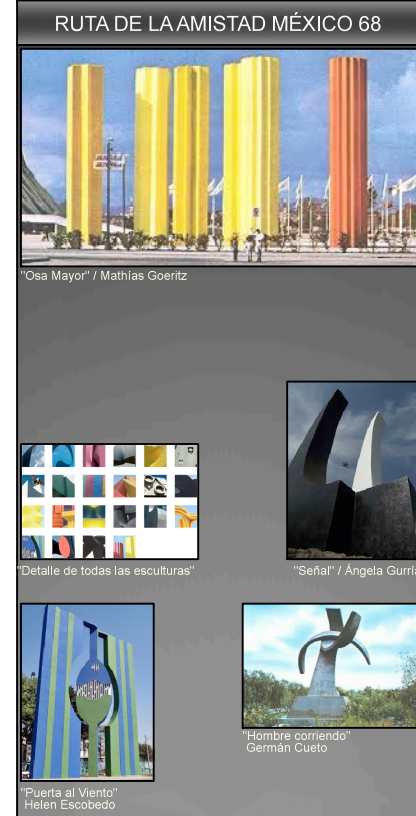 RUTA DE LA AMISTAD MÉXICO 68
"Osa Mayor" / Mathías Goeritz
"Detalle de todas las esculturas"
"Señal" / Ángela Gurría
"Puerta al Viento"
Helen Escobedo
"Hombre corriendo"
Germán Cueto